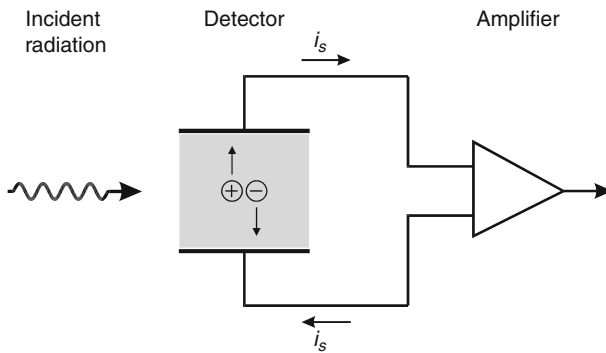 Incident
radiation
Detector
Amplifier
i_s
+ −
i_s